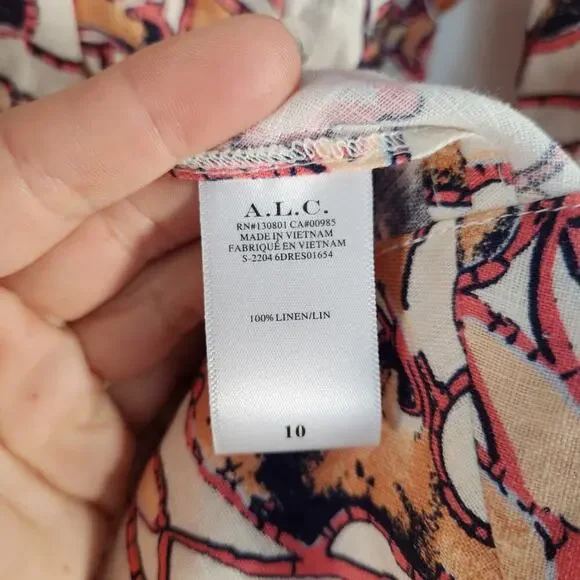 A.L.C.
RN#130801 CA#00985
MADE IN VIETNAM
FABRIQUÉ EN VIETNAM
S-2204 6DRES01654
100% LINEN/LIN
10